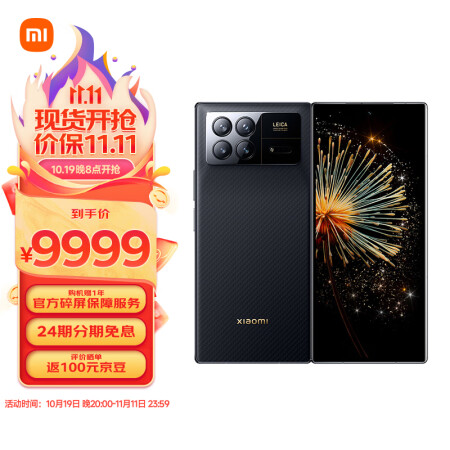 mi
11.11
现货开抢
价保11.11
10.19晚8点开抢
到手价
¥9999
购机赠1年
官方碎屏保障服务
24期分期免息
评价晒单
返100元京豆
活动时间：10月19日 晚20:00-11月11日 23:59
LEICA
xiaomi